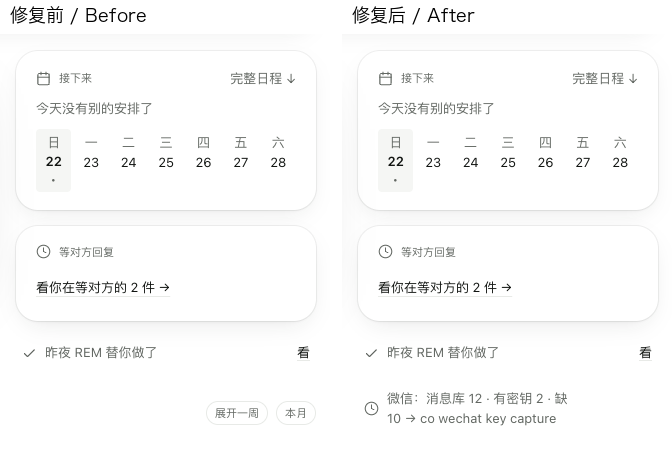 修复前 / Before
接下来
完整日程 ↓
今天没有别的安排了
日 一 二 三 四 五 六
22 23 24 25 26 27 28
等对方回复
看你在等对方的 2 件 →
昨夜 REM 替你做了
看
展开一周
本月
修复后 / After
接下来
完整日程 ↓
今天没有别的安排了
日 一 二 三 四 五 六
22 23 24 25 26 27 28
等对方回复
看你在等对方的 2 件 →
昨夜 REM 替你做了
看
微信：消息库 12 · 有密钥 2 · 缺
10 → co wechat key capture